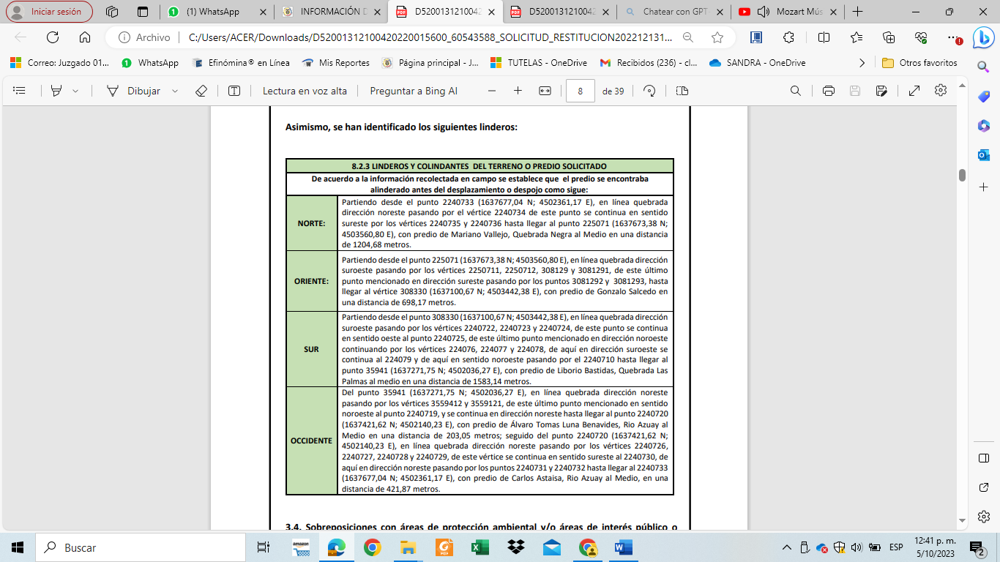 Iniciar sesión
(1) WhatsApp
INFORMACIÓN D
D5200131210042
D5200131210042
Chatear con GPT-
Mozart Mús
Archivo
C:/Users/ACER/Downloads/D52001312100420220015600_60543588_SOLICITUD_RESTITUCION202212131...
Correo: Juzgado 01...
WhatsApp
Efinómina® en Línea
Mis Reportes
Página principal - J...
TUTELAS - OneDrive
Recibidos (236) - cl...
SANDRA - OneDrive
Otros favoritos
Dibujar
Lectura en voz alta
Preguntar a Bing AI
8
de 39
Asimismo, se han identificado los siguientes linderos:
8.2.3 LINDEROS Y COLINDANTES DEL TERRENO O PREDIO SOLICITADO
De acuerdo a la información recolectada en campo se establece que el predio se encontraba
alinderado antes del desplazamiento o despojo como sigue:
NORTE:
Partiendo desde el punto 2240733 (1637677,04 N; 4502361,17 E), en línea quebrada
dirección noreste pasando por el vértice 2240734 de este punto se continua en sentido
sureste por los vértices 2240735 y 2240736 hasta llegar al punto 225071 (1637673,38 N;
4503560,80 E), con predio de Mariano Vallejo, Quebrada Negra al Medio en una distancia
de 1204,68 metros.
ORIENTE:
Partiendo desde el punto 225071 (1637673,38 N; 4503560,80 E), en línea quebrada dirección
suroeste pasando por los vértices 2250711, 2250712, 308129 y 3081291, de este último
punto mencionado en dirección sureste pasando por los puntos 3081292 y 3081293, hasta
llegar al vértice 308330 (1637100,67 N; 4503442,38 E), con predio de Gonzalo Salcedo en
una distancia de 698,17 metros.
SUR
Partiendo desde el punto 308330 (1637100,67 N; 4503442,38 E), en línea quebrada dirección
suroeste pasando por los vértices 2240722, 2240723 y 2240724, de este punto se continua
en sentido oeste al punto 2240725, de este último punto mencionado en dirección noroeste
continuando por los vértices 224076, 224077 y 224078, de aquí en dirección suroeste se
continua al 224079 y de aquí en sentido noroeste pasando por el 2240710 hasta llegar al
punto 35941 (1637271,75 N; 4502036,27 E), con predio de Liborio Bastidas, Quebrada Las
Palmas al medio en una distancia de 1583,14 metros.
OCCIDENTE
Del punto 35941 (1637271,75 N; 4502036,27 E), en línea quebrada dirección noreste
pasando por los vértices 3559412 y 3559121, de este último punto mencionado en sentido
noroeste al punto 2240719, y se continua en dirección noreste hasta llegar al punto 2240720
(1637421,62 N; 4502140,23 E), con predio de Álvaro Tomas Luna Benavides, Rio Azuay al
Medio en una distancia de 203,05 metros; seguido del punto 2240720 (1637421,62 N;
4502140,23 E), en línea quebrada dirección noreste pasando por los vértices 2240726,
2240727, 2240728 y 2240729, de este vértice se continua en sentido sureste al 2240730, de
aquí en dirección noreste pasando por los puntos 2240731 y 2240732 hasta llegar al 2240733
(1637677,04 N; 4502361,17 E), con predio de Carlos Astaisa, Rio Azuay al Medio, en una
distancia de 421,87 metros.
3.4. Sobreposiciones con áreas de protección ambiental y/o áreas de interés público o
Buscar
ESP
12:41 p. m.
5/10/2023
2